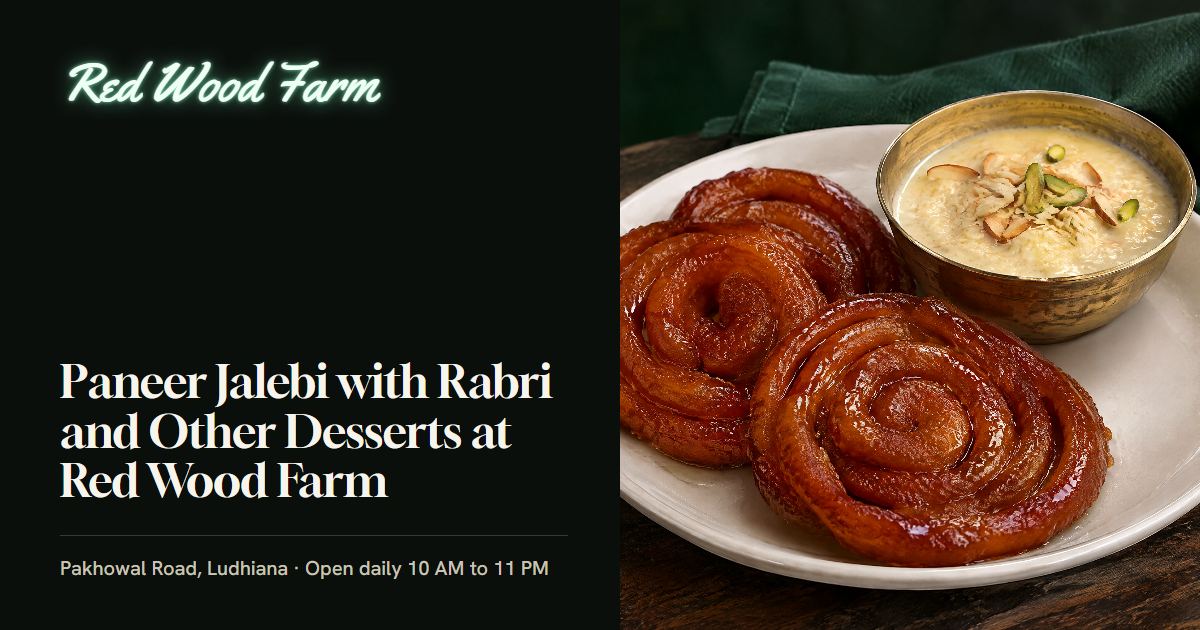 Red Wood Farm
Paneer Jalebi with Rabri
and Other Desserts at
Red Wood Farm
Pakhowal Road, Ludhiana · Open daily 10 AM to 11 PM